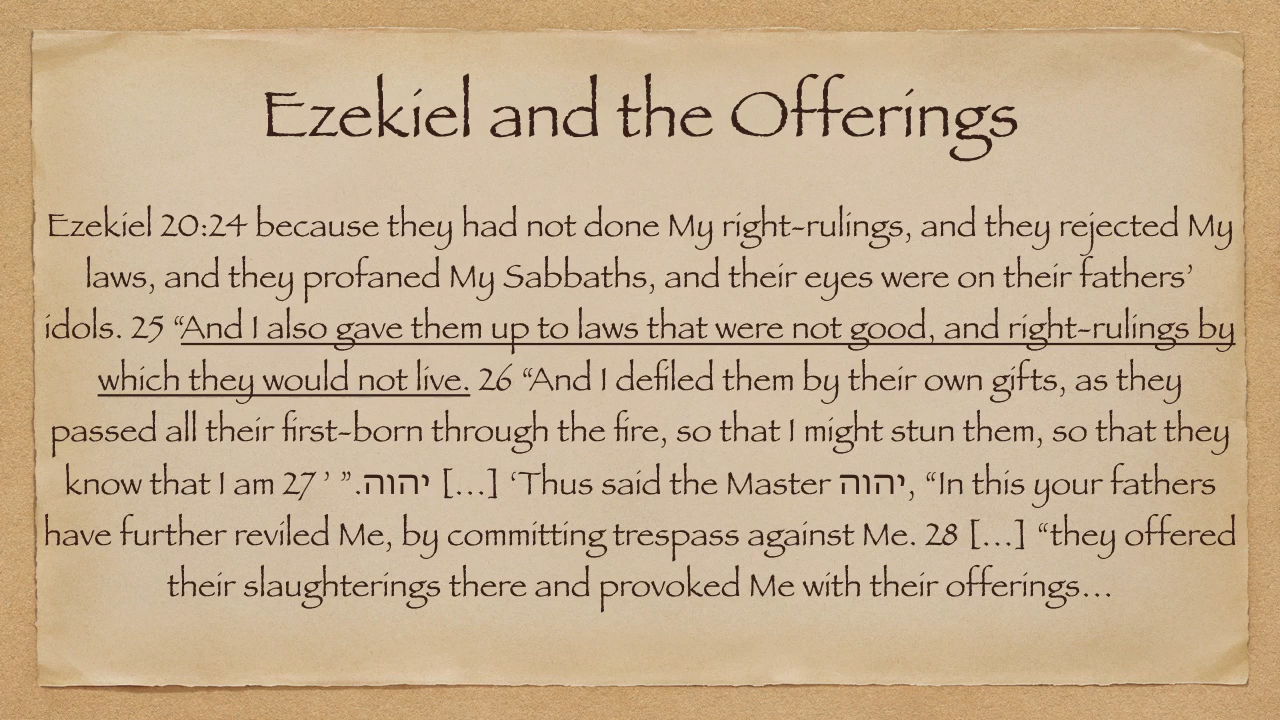 Ezekiel and the Offerings
Ezekiel 20:24 because they had not done My right-rulings, and they rejected My
laws, and they profaned My Sabbaths, and their eyes were on their fathers’
idols. 25 “And I also gave them up to laws that were not good, and right-rulings by
which they would not live. 26 “And I defiled them by their own gifts, as they
passed all their first-born through the fire, so that I might stun them, so that they
know that I am 27 ’ ”.יהוה […] ‘Thus said the Master יהוה, “In this your fathers
have further reviled Me, by committing trespass against Me. 28 […] “they offered
their slaughterings there and provoked Me with their offerings…